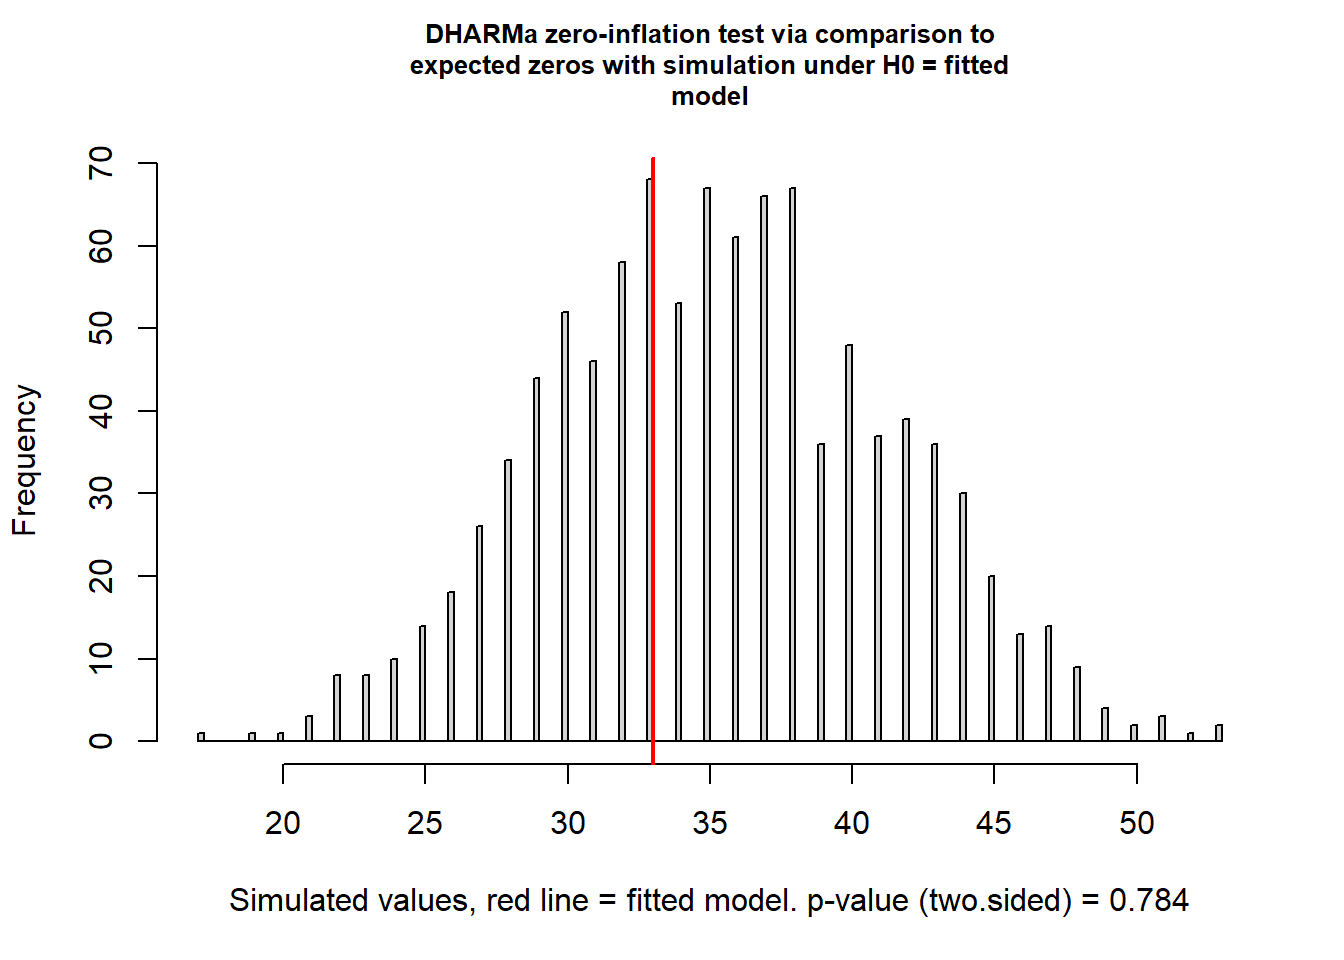 DHARMa zero-inflation test via comparison to
expected zeros with simulation under H0 = fitted
model
70
60
50
40
30
20
10
0
Frequency
20 25 30 35 40 45 50
Simulated values, red line = fitted model. p-value (two.sided) = 0.784